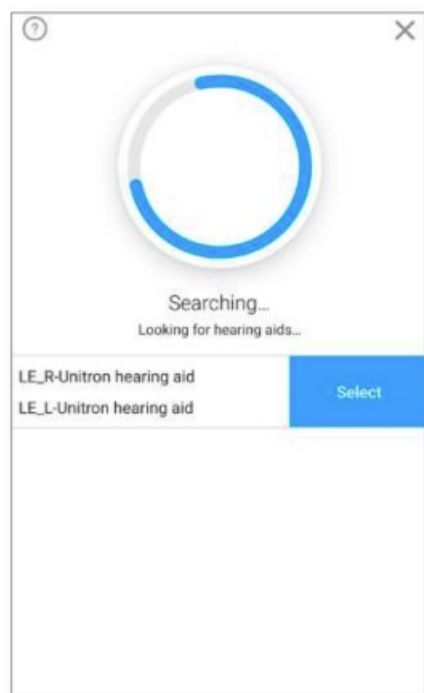 ?
Searching...
Looking for hearing aids...
LE_R-Unitron hearing aid
Select
LE_L-Unitron hearing aid